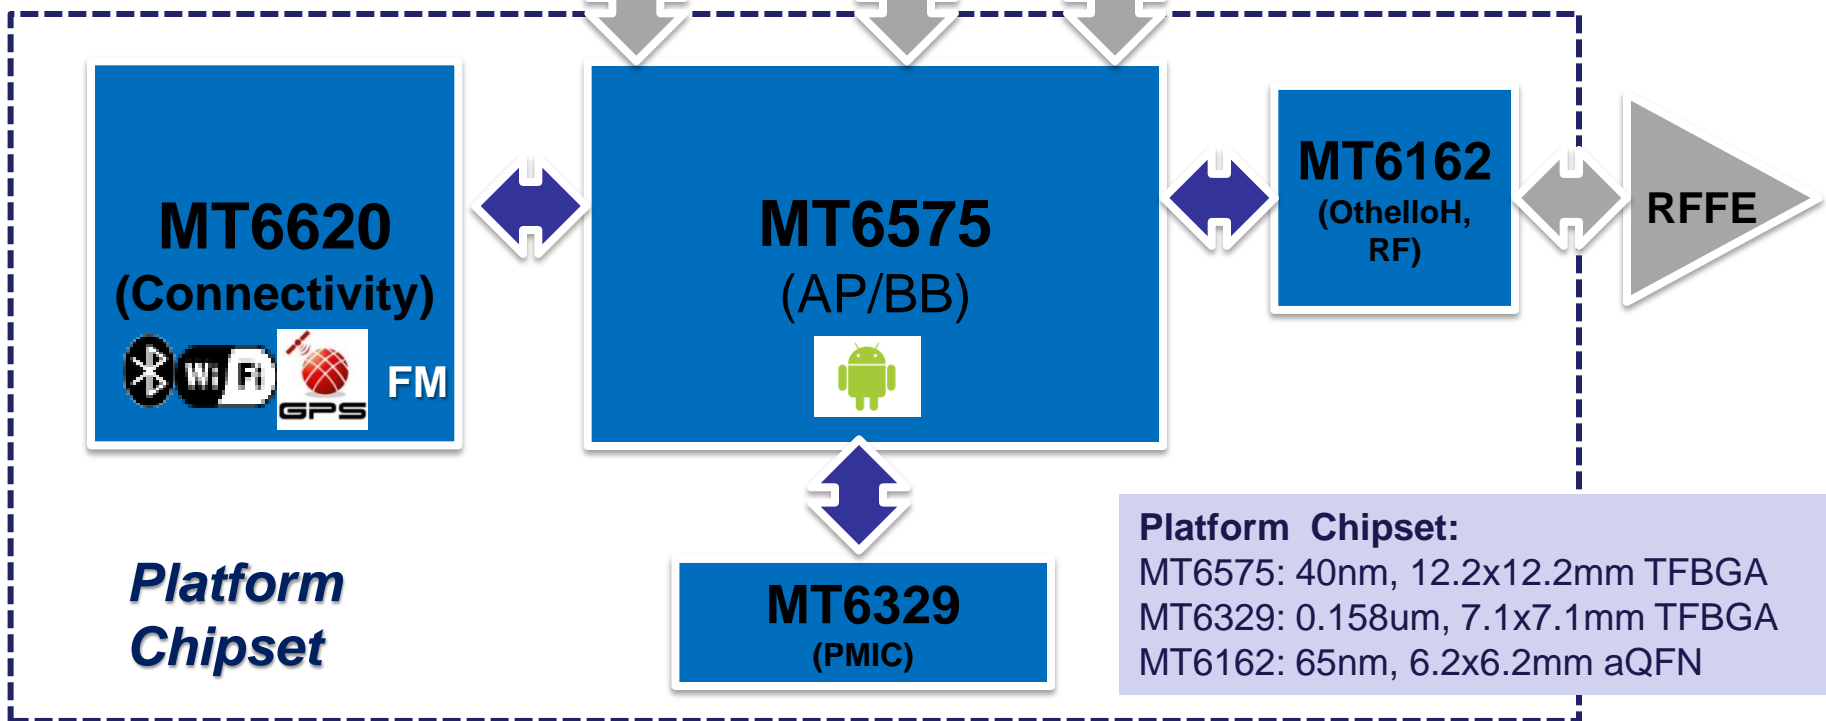 MT6620
(Connectivity)
Wi Fi
GPS
FM
MT6575
(AP/BB)
MT6162
(OthelloH,
RF)
RFFE
MT6329
(PMIC)
Platform
Chipset
Platform Chipset:
MT6575: 40nm, 12.2x12.2mm TFBGA
MT6329: 0.158um, 7.1x7.1mm TFBGA
MT6162: 65nm, 6.2x6.2mm aQFN